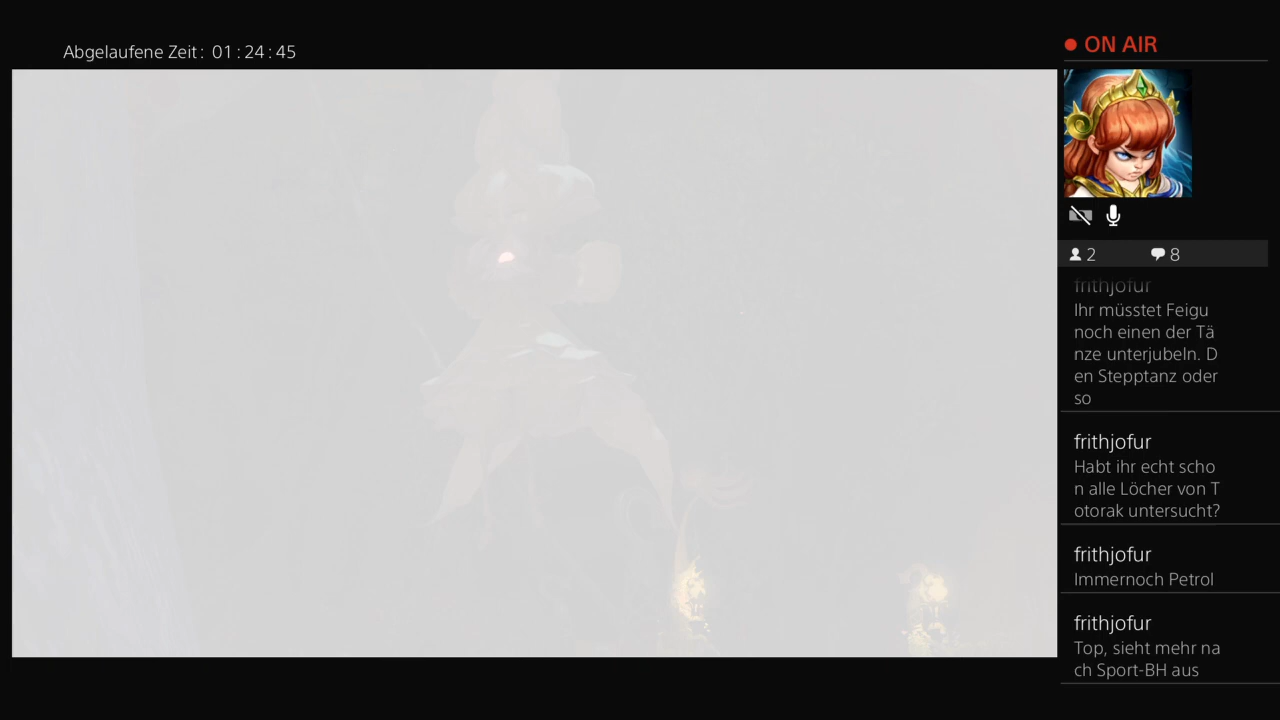 Abgelaufene Zeit: 01:24:45
ON AIR
2
8
frithjofur
Ihr müsstet Feigu
noch einen der Tä
nze unterjubeln. D
en Stepptanz oder
so
frithjofur
Habt ihr echt scho
n alle Löcher von T
otorak untersucht?
frithjofur
Immernoch Petrol
frithjofur
Top, sieht mehr na
ch Sport-BH aus